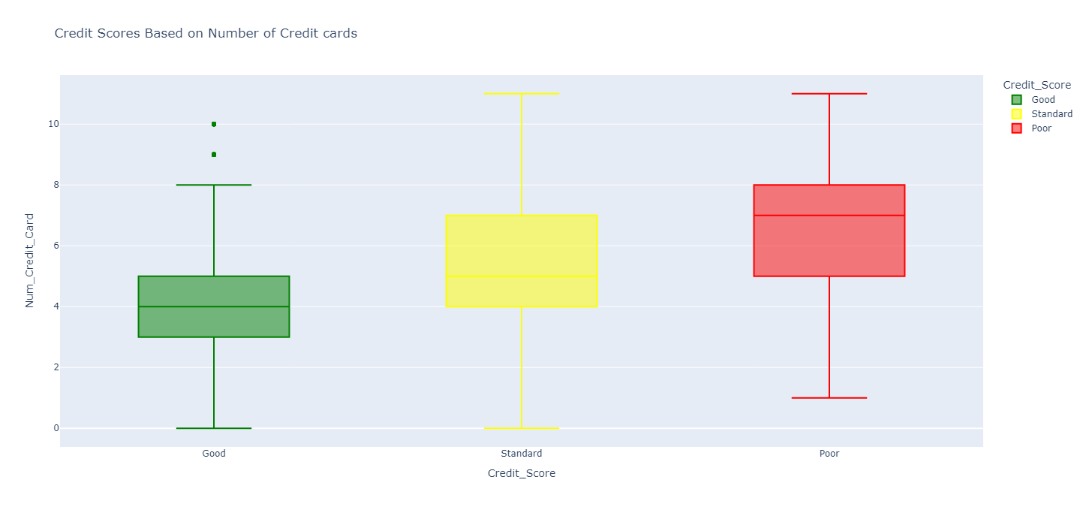 Credit Scores Based on Number of Credit cards
Credit_Score
Good
Standard
Poor
Num_Credit_Card
10
8
6
4
2
0
Good
Standard
Poor
Credit_Score